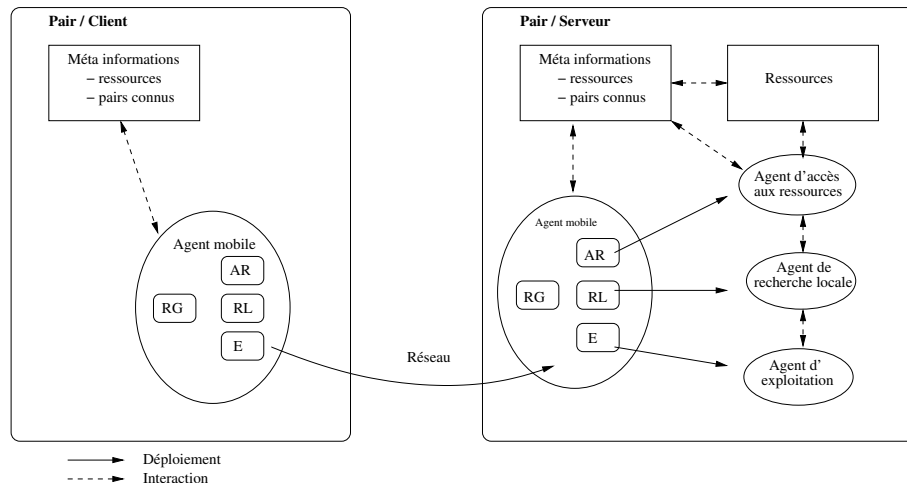 Pair / Client
Méta informations
– ressources
– pairs connus
Agent mobile
AR
RG
RL
E
Réseau
Pair / Serveur
Méta informations
– ressources
– pairs connus
Ressources
Agent d'accès
aux ressources
Agent mobile
AR
RG
RL
E
Agent de
recherche locale
Agent d'
exploitation
Déploiement
Interaction